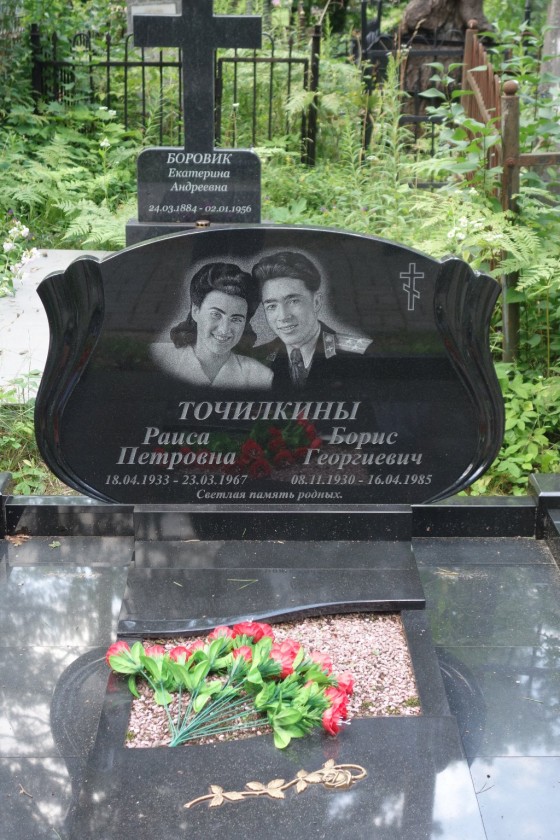 БОРОВИК
Екатерина
Андреевна
24.03.1884 - 02.01.1956
ТОЧИЛКИНЫ
Раиса
Петровна
18.04.1933 - 23.03.1967
Борис
Георгиевич
08.11.1930 - 16.04.1985
Светлая память родных.